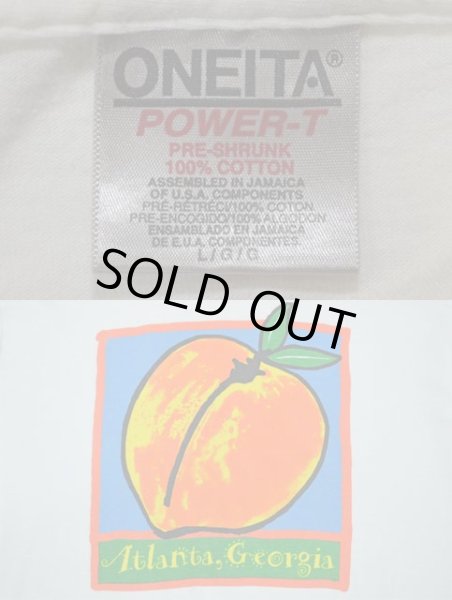 ONEITA®
POWER-T
PRE-SHRUNK
100% COTTON
ASSEMBLED IN JAMAICA
OF U.S.A. COMPONENTS
PRÉ-RÉTRÉCI/100% COTON
PRE-ENCOGIDO/100% ALGODON
ENSAMBLADO EN JAMAICA
DE E.U.A. COMPONENTES
L / G / G
SOLD OUT
Atlanta, Georgia